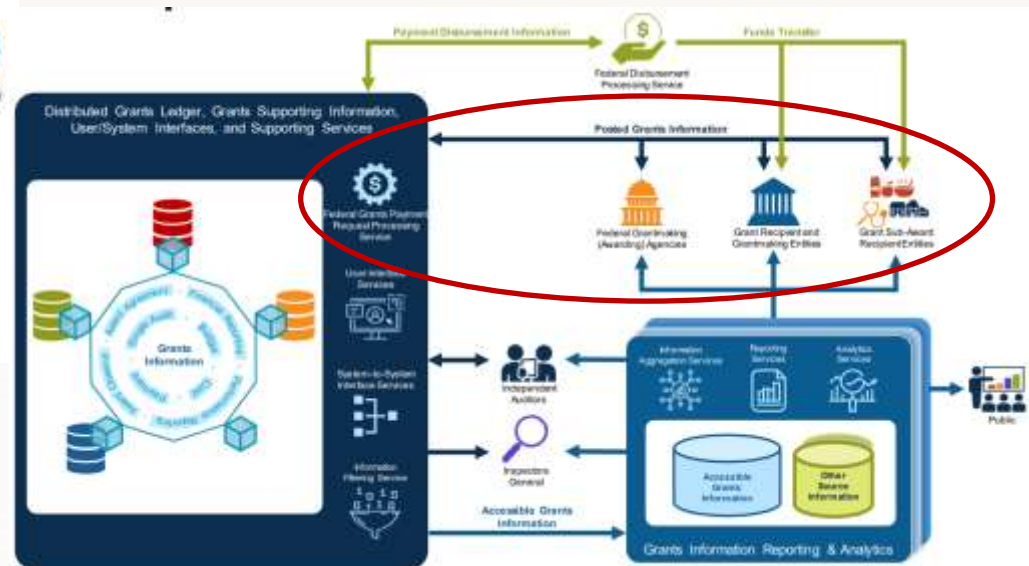 Payment Disbursement Information
Funds Transfer
Federal Disbursement
Processing Service
Distributed Grants Ledger, Grants Supporting Information,
User/System Interfaces, and Supporting Services
Posted Grants Information
Federal Grants Payment
Request Processing
Service
Federal Grantmaking
(Awarding) Agencies
Grant Recipient and
Grantmaking Entities
Grant Sub-Award
Recipient Entities
User Interface
Services
Grants
Information
System-to-System
Interface Services
Independent
Auditors
Information
Aggregation Services
Reporting
Services
Analytics
Services
Public
Inspectors
General
Information
Filtering Service
Accessible
Grants
Information
Other
Source
Information
Accessible Grants
Information
Grants Information Reporting & Analytics